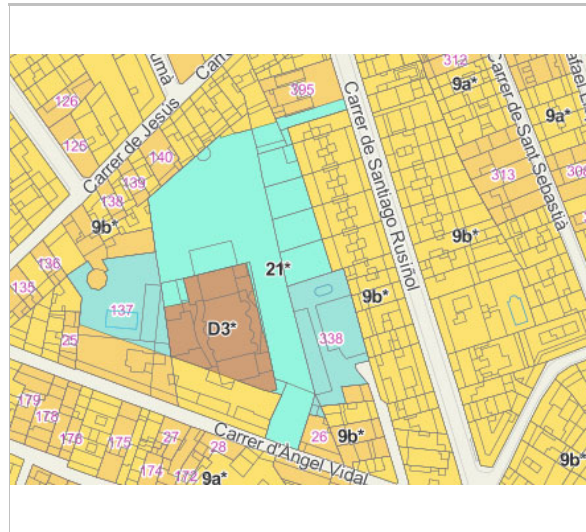 312
9a*
395
126
Carrer de Jesús
126
140
139
138
9b*
136
135
137
25
21*
D3*
338
9b*
Carrer de Santiago Rusiñol
9b*
Carrer de Sant Sebastià
9a*
313
179
178
178
175
27
28
174
172
9a*
Carrer d'Àngel Vidal
26
9b*
9b*